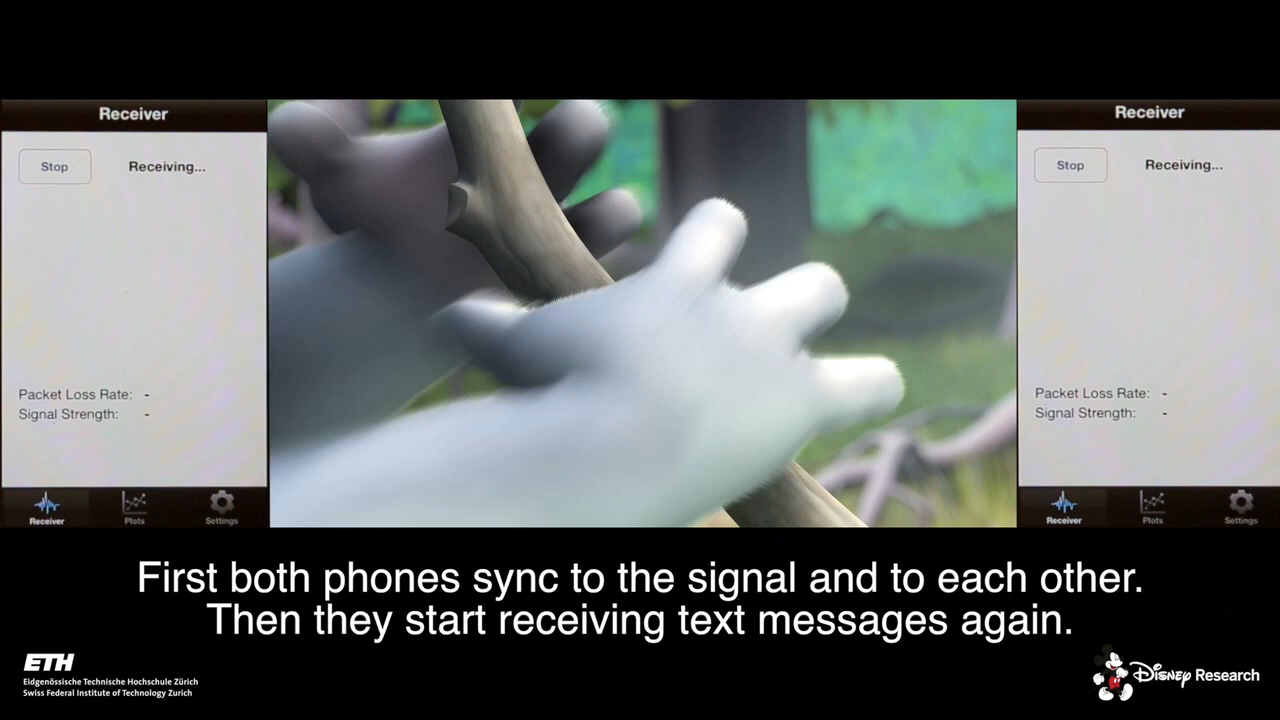 Receiver
Stop
Receiving...
Packet Loss Rate: -
Signal Strength: -
Receiver
Plots
Settings
Receiver
Stop
Receiving...
Packet Loss Rate: -
Signal Strength: -
Receiver
Plots
Settings
First both phones sync to the signal and to each other.
Then they start receiving text messages again.
ETH
Eidgenössische Technische Hochschule Zürich
Swiss Federal Institute of Technology Zurich
Disney Research